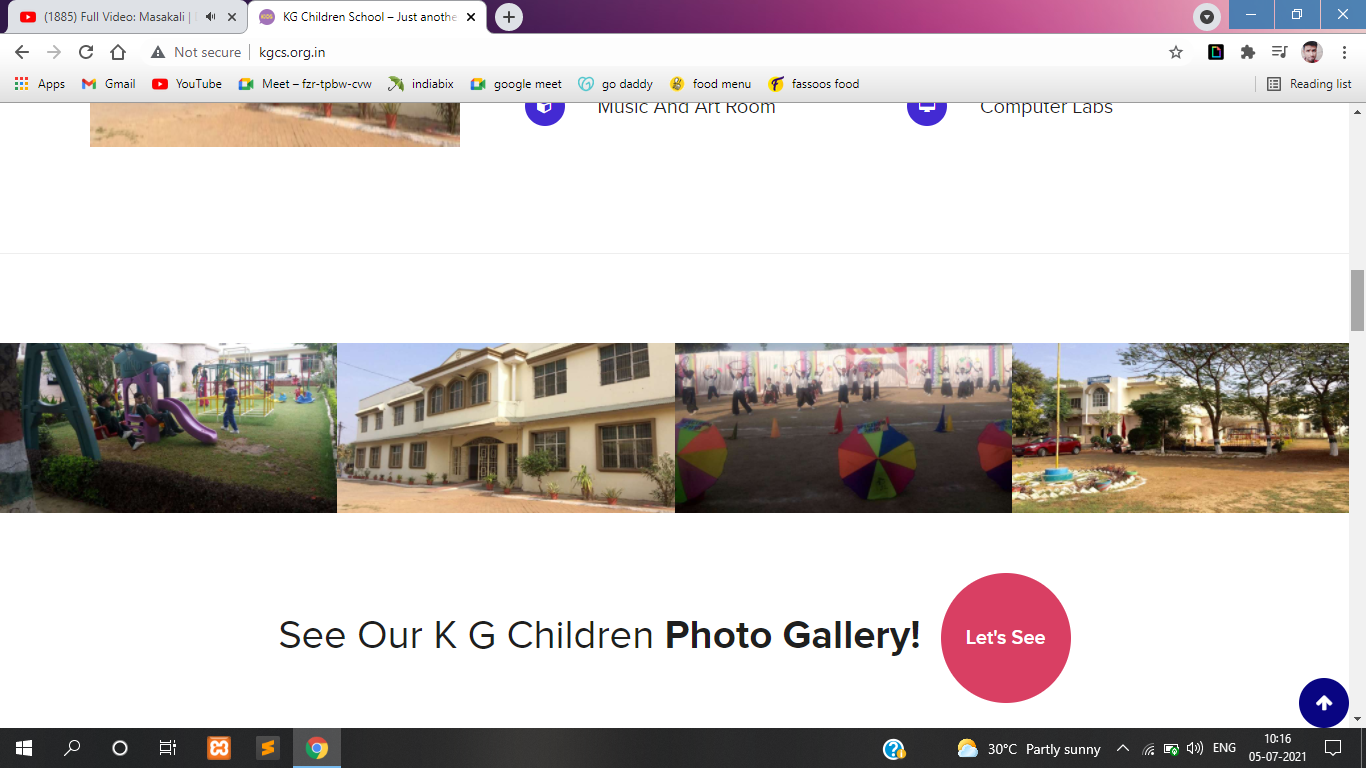 (1885) Full Video: Masakali |
KG Children School – Just anothe
Not secure
kgcs.org.in
Apps
Gmail
YouTube
Meet – fzr-tpbw-cvw
indiabix
google meet
go daddy
food menu
fassoos food
Reading list
Music And Art Room
Computer Labs
See Our K G Children Photo Gallery!
Let's See
30°C Partly sunny
ENG
10:16
05-07-2021